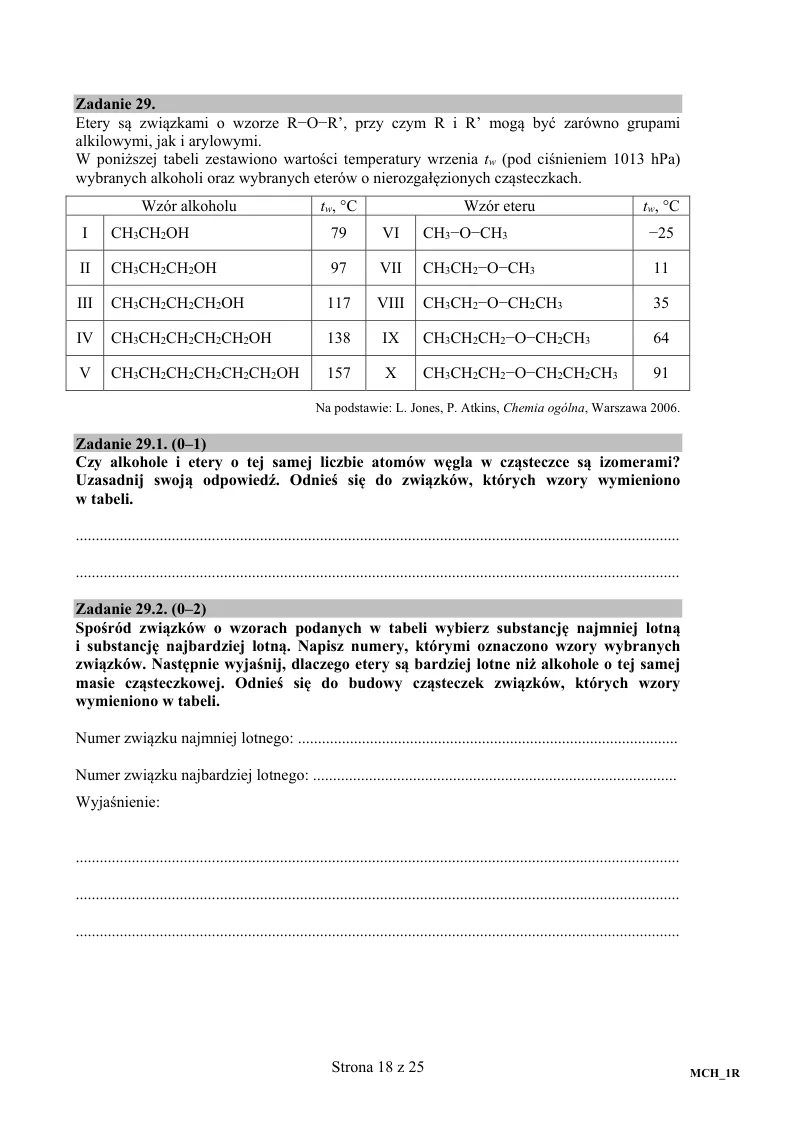 Zadanie 29.
Etery są związkami o wzorze R−O−R’, przy czym R i R’ mogą być zarówno grupami
alkilowymi, jak i arylowymi.
W poniższej tabeli zestawiono wartości temperatury wrzenia tw (pod ciśnieniem 1013 hPa)
wybranych alkoholi oraz wybranych eterów o nierozgałęzionych cząsteczkach.
Wzór alkoholu tw, °C Wzór eteru tw, °C
I CH3CH2OH 79 VI CH3−O−CH3 −25
II CH3CH2CH2OH 97 VII CH3CH2−O−CH3 11
III CH3CH2CH2CH2OH 117 VIII CH3CH2−O−CH2CH3 35
IV CH3CH2CH2CH2CH2OH 138 IX CH3CH2CH2−O−CH2CH3 64
V CH3CH2CH2CH2CH2CH2OH 157 X CH3CH2CH2−O−CH2CH2CH3 91
Na podstawie: L. Jones, P. Atkins, Chemia ogólna, Warszawa 2006.
Zadanie 29.1. (0–1)
Czy alkohole i etery o tej samej liczbie atomów węgla w cząsteczce są izomerami?
Uzasadnij swoją odpowiedź. Odnieś się do związków, których wzory wymieniono
w tabeli.
Zadanie 29.2. (0–2)
Spośród związków o wzorach podanych w tabeli wybierz substancję najmniej lotną
i substancję najbardziej lotną. Napisz numery, którymi oznaczono wzory wybranych
związków. Następnie wyjaśnij, dlaczego etery są bardziej lotne niż alkohole o tej samej
masie cząsteczkowej. Odnieś się do budowy cząsteczek związków, których wzory
wymieniono w tabeli.
Numer związku najmniej lotnego: ...............................................................................................
Numer związku najbardziej lotnego: ...........................................................................................
Wyjaśnienie:
Strona 18 z 25
MCH_1R